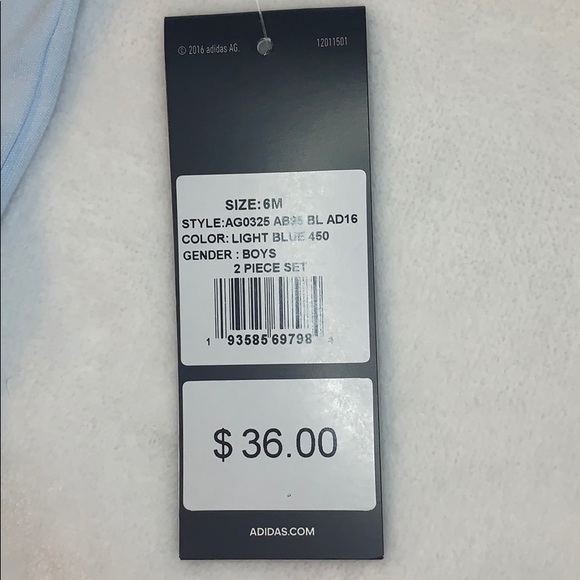 © 2016 adidas AG. 12011501
SIZE: 6M
STYLE:AG0325 AB95 BL AD16
COLOR: LIGHT BLUE 450
GENDER : BOYS
2 PIECE SET
1 93585 69798
$ 36.00
ADIDAS.COM